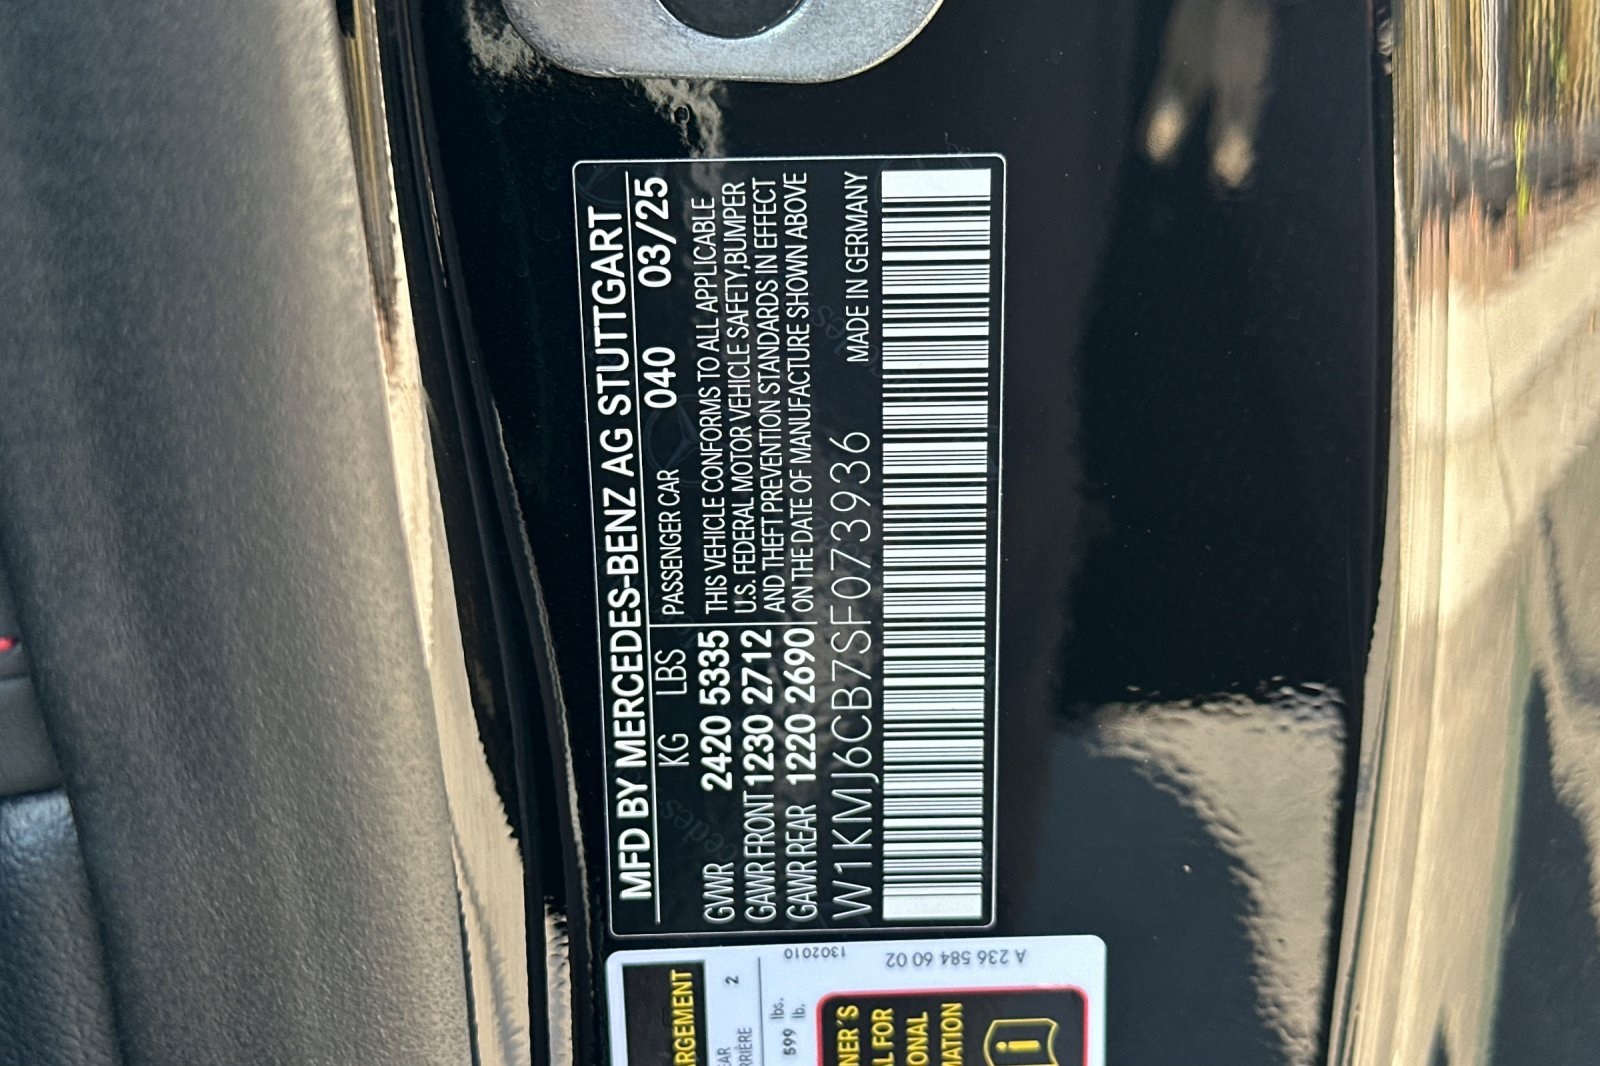 MFD BY MERCEDES-BENZ AG STUTTGART
KG LBS PASSENGER CAR 040 03/25
GWR 2420 5335
GAWR FRONT 1230 2712
GAWR REAR 1220 2690
THIS VEHICLE CONFORMS TO ALL APPLICABLE
U.S. FEDERAL MOTOR VEHICLE SAFETY,BUMPER
AND THEFT PREVENTION STANDARDS IN EFFECT
ON THE DATE OF MANUFACTURE SHOWN ABOVE
W1KMJ6CB7SF073936 MADE IN GERMANY
2
599 lbs.
lb.
1302010
A 236 584 60 02